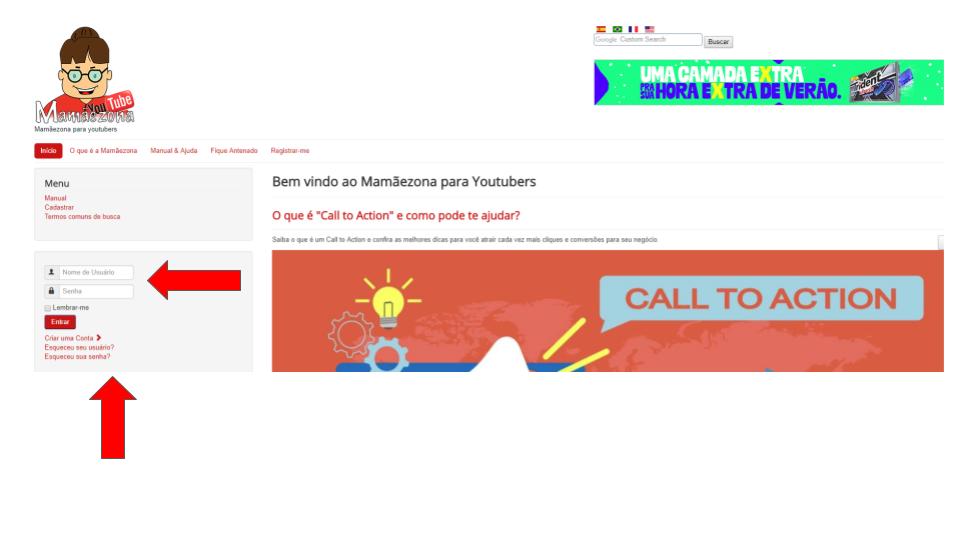 You Tube
Mamãezona
Mamãezona para youtubers
Google Custom Search
Buscar
UMA CAMADA EXTRA
PRA SUA HORA EXTRA DE VERÃO.
Trident
Início
O que é a Mamãezona
Manual & Ajuda
Fique Antenado
Registrar-me
Menu
Manual
Cadastrar
Termos comuns de busca
Nome de Usuário
Senha
Lembrar-me
Entrar
Criar uma Conta
Esqueceu seu usuário?
Esqueceu sua senha?
Bem vindo ao Mamãezona para Youtubers
O que é "Call to Action" e como pode te ajudar?
Saiba o que é um Call to Action e confira as melhores dicas para você atrair cada vez mais cliques e conversões para seu negócio
CALL TO ACTION